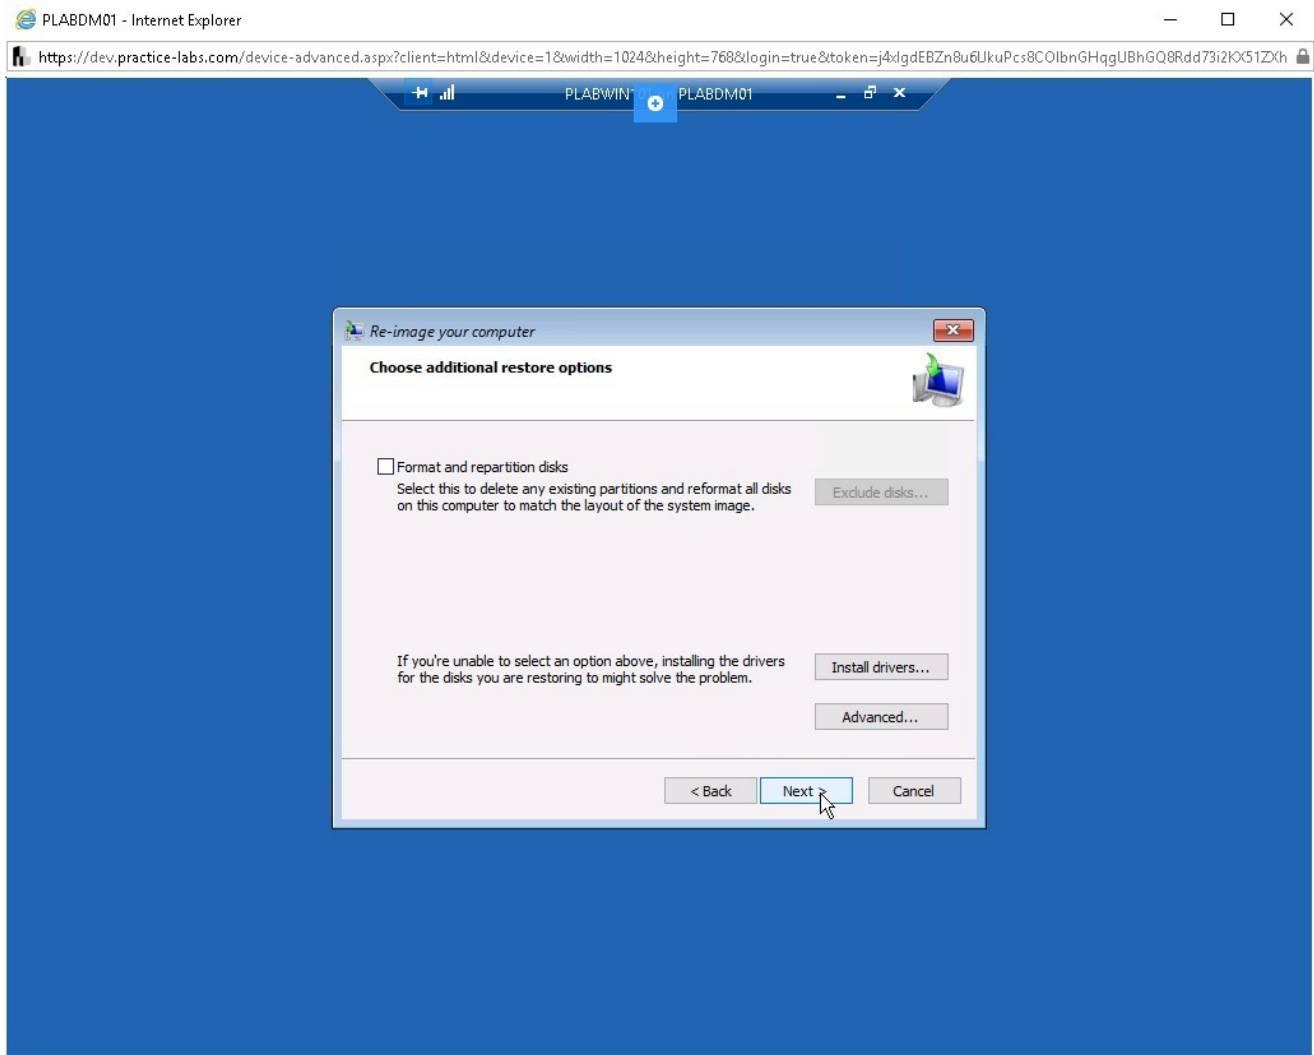 PLABDM01 - Internet Explorer
https://dev.practice-labs.com/device-advanced.aspx?client=html&device=1&width=1024&height=768&login=true&token=j4xIgdEBZn8u6UkuPcs8COIbnGHqgUBhGQ8Rdd73i2KX51ZXh
PLABDM01
Re-image your computer
Choose additional restore options
Format and repartition disks
Select this to delete any existing partitions and reformat all disks
on this computer to match the layout of the system image.
Exclude disks...
If you're unable to select an option above, installing the drivers
for the disks you are restoring to might solve the problem.
Install drivers...
Advanced...
< Back
Next >
Cancel